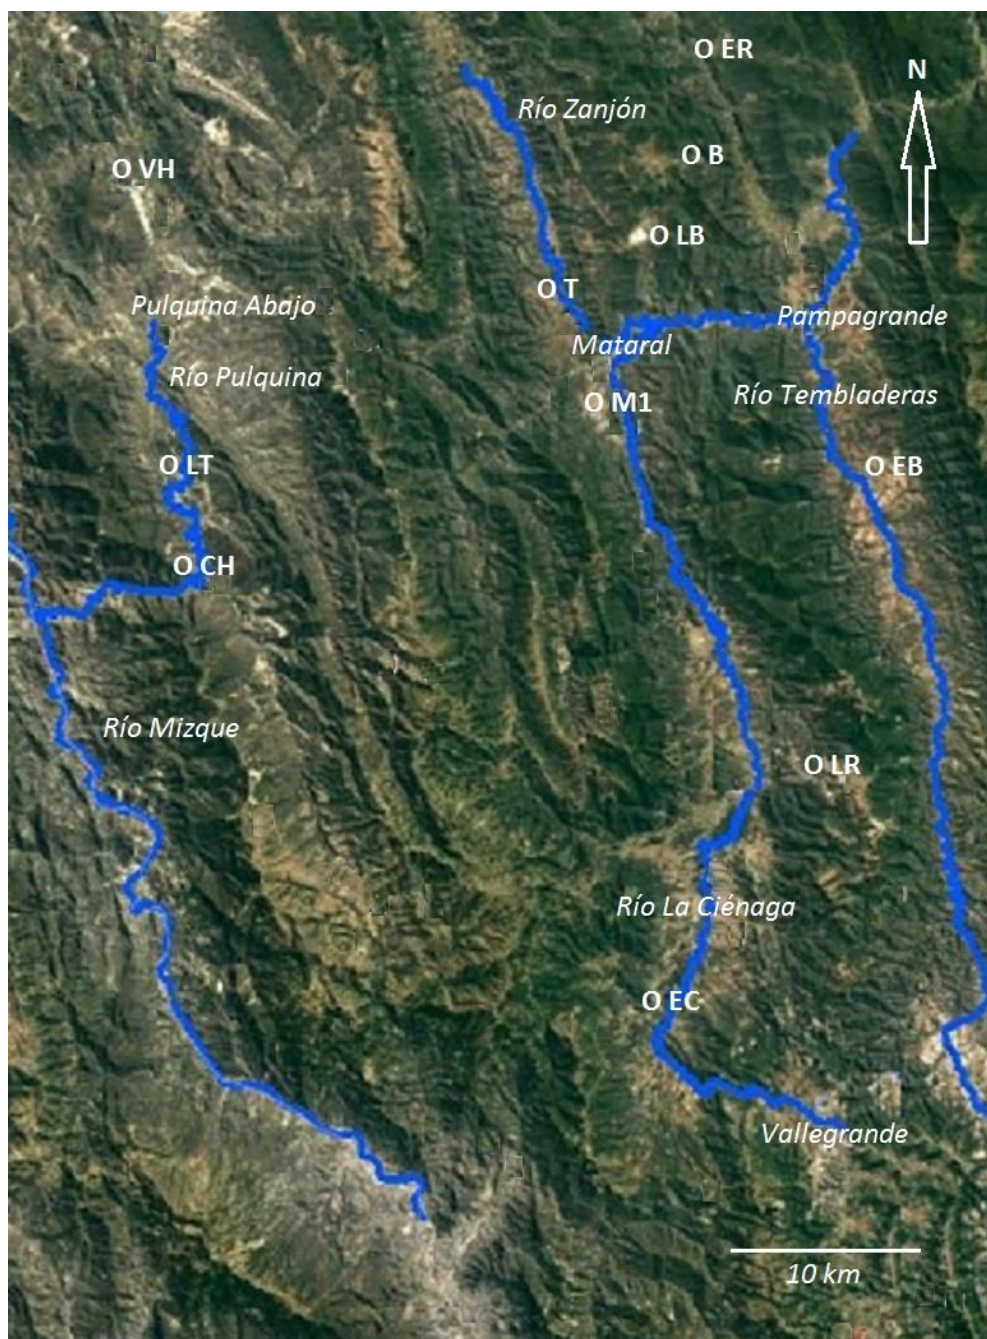 O ER
N
Río Zanjón
O B
O VH
O LB
O T
Pulquina Abajo
Pampagrande
Mataral
Río Pulquina
Río Tembladeras
O M1
O LT
O EB
O CH
Río Mizque
O LR
Río La Ciénaga
O EC
Vallegrande
10 km